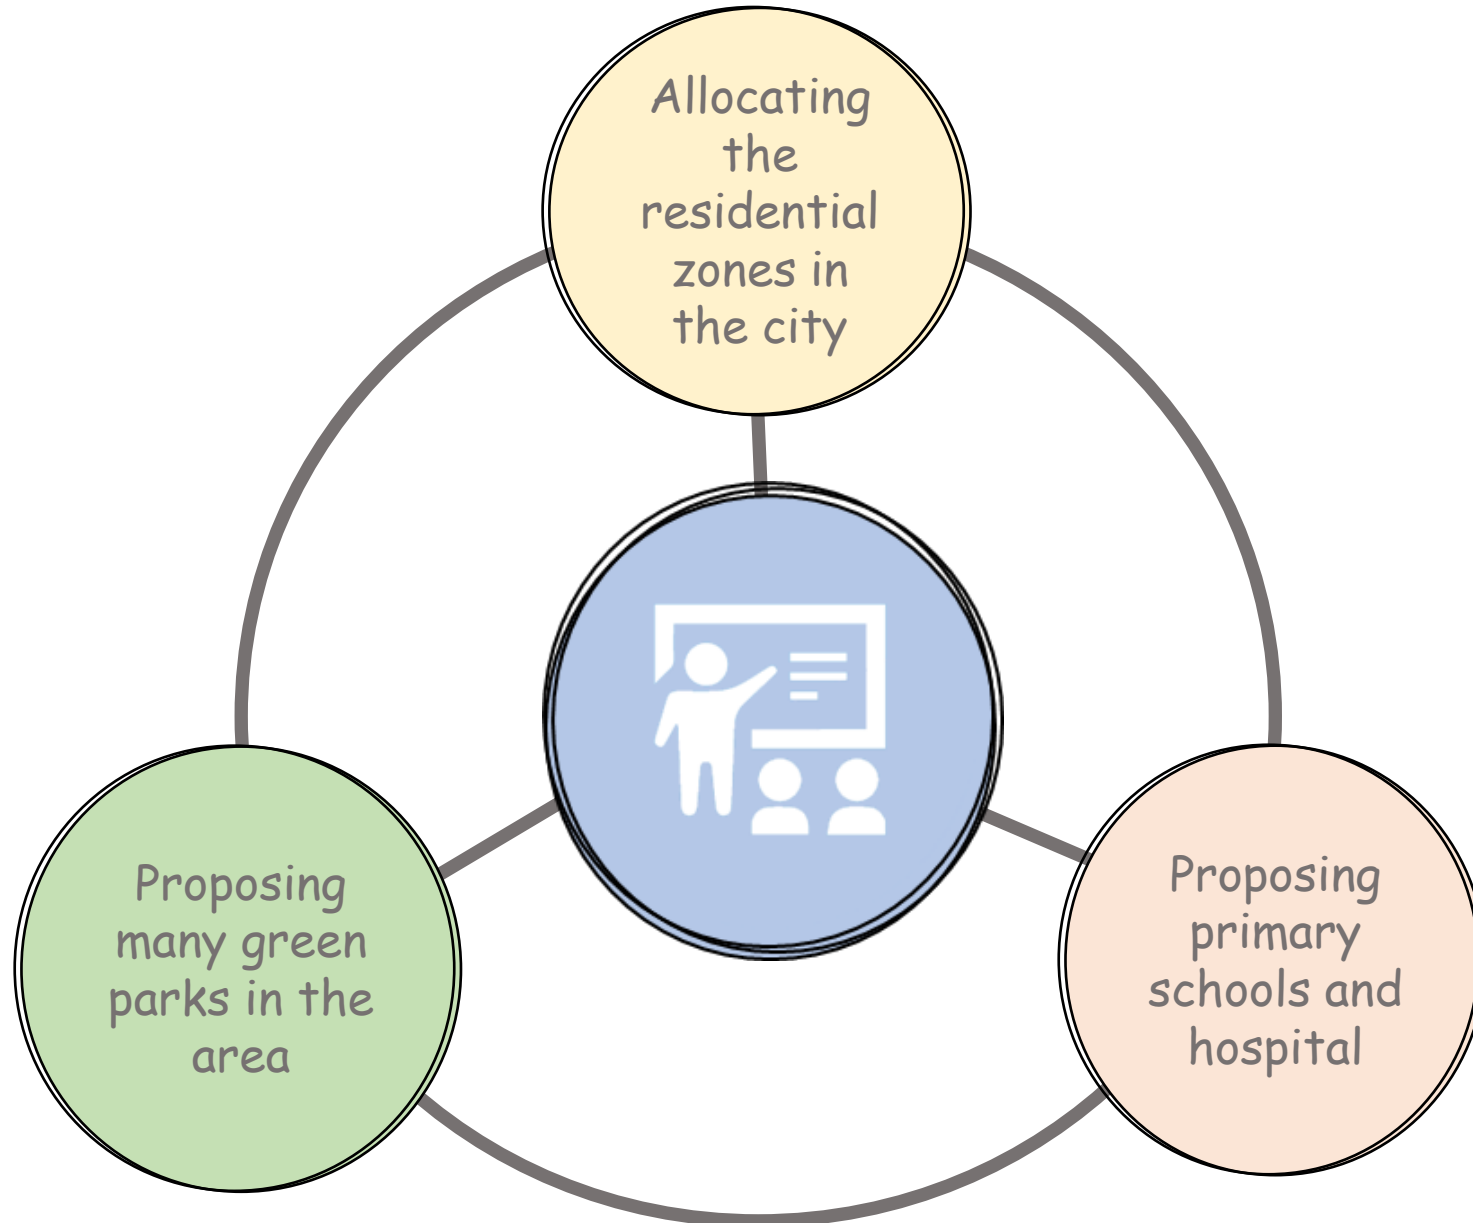 Allocating
the
residential
zones in
the city
Proposing
many green
parks in the
area
Proposing
primary
schools and
hospital